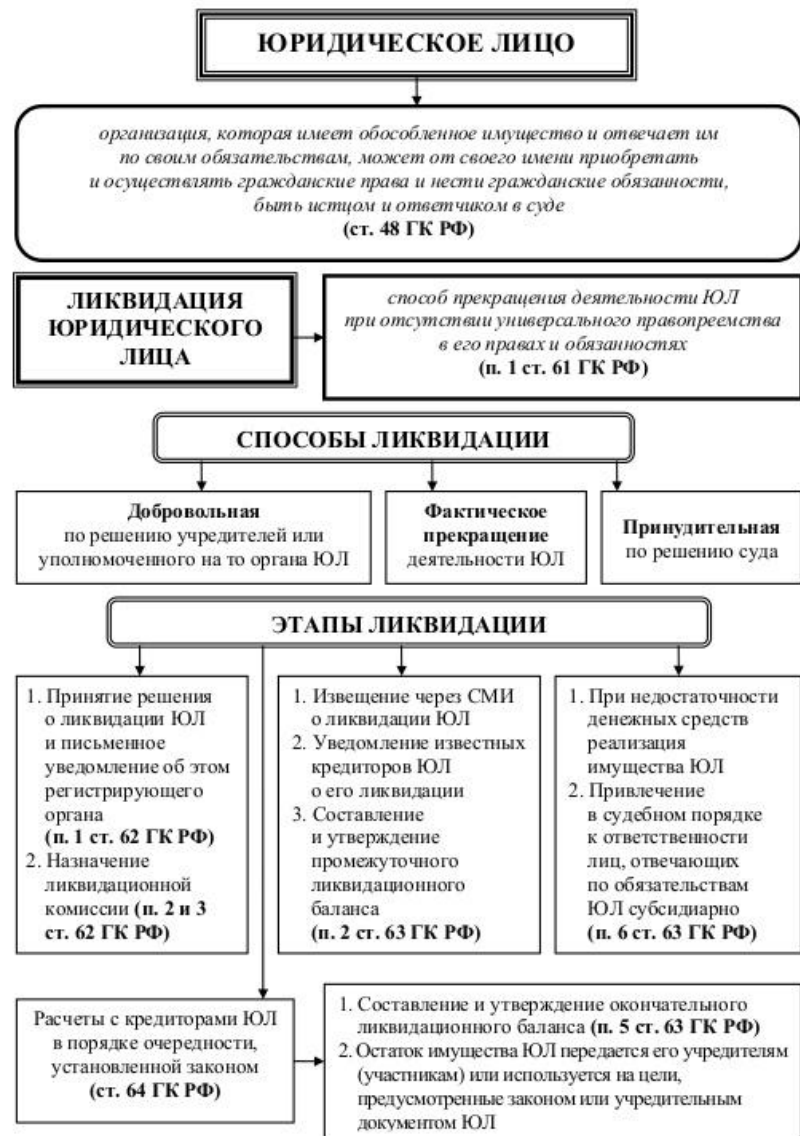 ЮРИДИЧЕСКОЕ ЛИЦО
организация, которая имеет обособленное имущество и отвечает им
по своим обязательствам, может от своего имени приобретать
и осуществлять гражданские права и нести гражданские обязанности,
быть истцом и ответчиком в суде
(ст. 48 ГК РФ)
ЛИКВИДАЦИЯ
ЮРИДИЧЕСКОГО
ЛИЦА
способ прекращения деятельности ЮЛ
при отсутствии универсального правопреемства
в его правах и обязанностях
(п. 1 ст. 61 ГК РФ)
СПОСОБЫ ЛИКВИДАЦИИ
Добровольная
по решению учредителей или
уполномоченного на то органа ЮЛ
Фактическое
прекращение
деятельности ЮЛ
Принудительная
по решению суда
ЭТАПЫ ЛИКВИДАЦИИ
1. Принятие решения
о ликвидации ЮЛ
и письменное
уведомление об этом
регистрирующего
органа
(п. 1 ст. 62 ГК РФ)
2. Назначение
ликвидационной
комиссии (п. 2 и 3
ст. 62 ГК РФ)
1. Извещение через СМИ
о ликвидации ЮЛ
2. Уведомление известных
кредиторов ЮЛ
о его ликвидации
3. Составление
и утверждение
промежуточного
ликвидационного
баланса
(п. 2 ст. 63 ГК РФ)
1. При недостаточности
денежных средств
реализация
имущества ЮЛ
2. Привлечение
в судебном порядке
к ответственности
лиц, отвечающих
по обязательствам
ЮЛ субсидиарно
(п. 6 ст. 63 ГК РФ)
Расчеты с кредиторами ЮЛ
в порядке очередности,
установленной законом
(ст. 64 ГК РФ)
1. Составление и утверждение окончательного
ликвидационного баланса (п. 5 ст. 63 ГК РФ)
2. Остаток имущества ЮЛ передается его учредителям
(участникам) или используется на цели,
предусмотренные законом или учредительным
документом ЮЛ